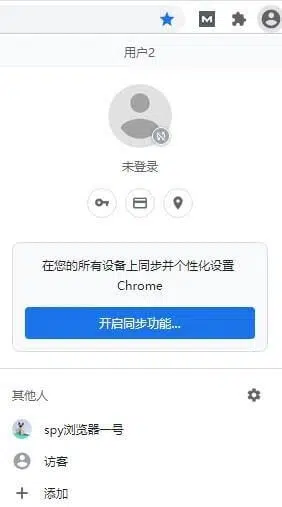 用户2
未登录
在您的所有设备上同步并个性化设置
Chrome
开启同步功能...
其他人
spy浏览器一号
访客
添加